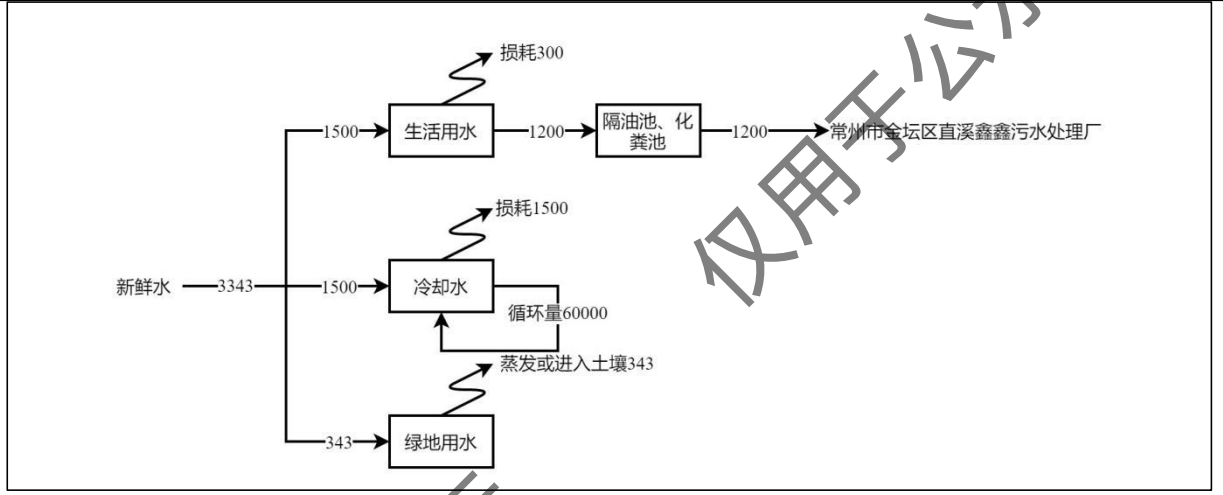 损耗300
1500
生活用水
1200
隔油池、化
粪池
1200
常州市金坛区直溪鑫鑫污水处理厂
损耗1500
新鲜水
3343
1500
冷却水
循环量60000
蒸发或进入土壤343
343
绿地用水
仅用于公示